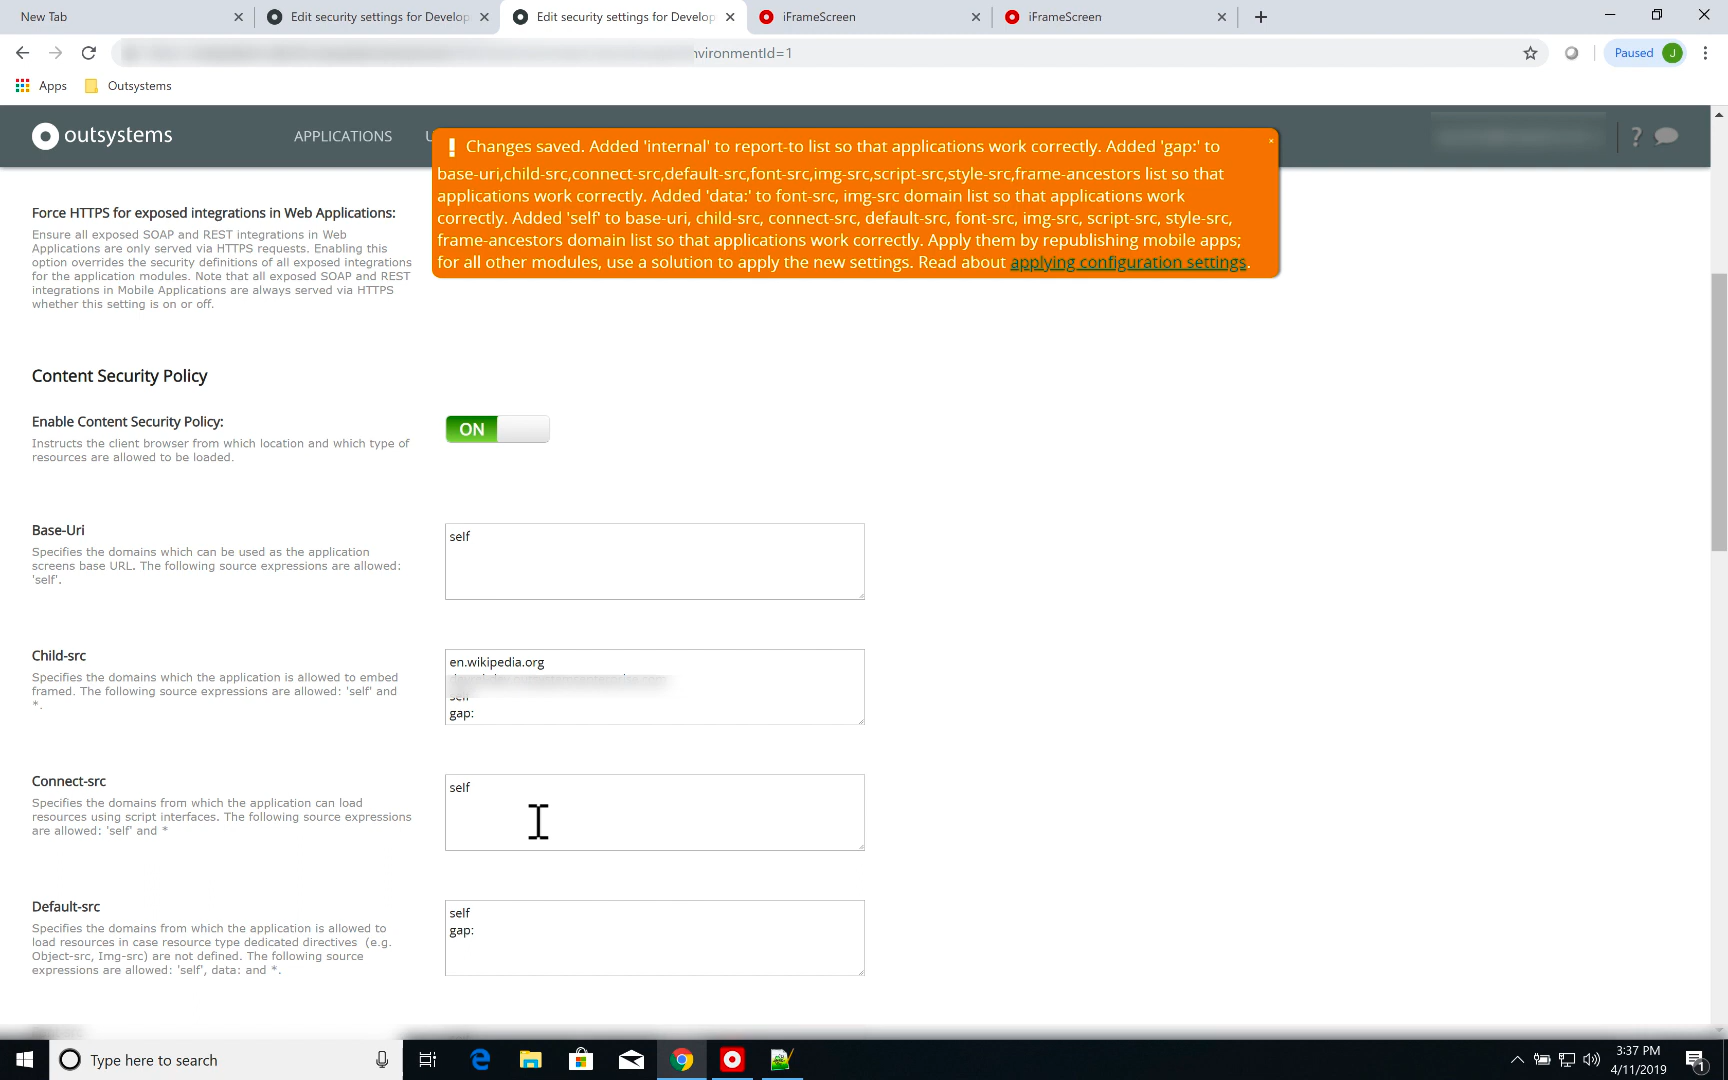 New Tab
Edit security settings for Develop
Edit security settings for Develop
iFrameScreen
iFrameScreen
nvironmentId=1
Paused
J
Apps
Outsystems
outsystems
APPLICATIONS
?
! Changes saved. Added 'internal' to report-to list so that applications work correctly. Added 'gap:' to
base-uri,child-src,connect-src,default-src,font-src,img-src,script-src,style-src,frame-ancestors list so that
applications work correctly. Added 'data:' to font-src, img-src domain list so that applications work
correctly. Added 'self' to base-uri, child-src, connect-src, default-src, font-src, img-src, script-src, style-src,
frame-ancestors domain list so that applications work correctly. Apply them by republishing mobile apps;
for all other modules, use a solution to apply the new settings. Read about applying configuration settings.
Force HTTPS for exposed integrations in Web Applications:
Ensure all exposed SOAP and REST integrations in Web
Applications are only served via HTTPS requests. Enabling this
option overrides the security definitions of all exposed integrations
for the application modules. Note that all exposed SOAP and REST
integrations in Mobile Applications are always served via HTTPS
whether this setting is on or off.
Content Security Policy
Enable Content Security Policy:
Instructs the client browser from which location and which type of
resources are allowed to be loaded.
ON
Base-Uri
Specifies the domains which can be used as the application
screens base URL. The following source expressions are allowed:
'self'.
self
Child-src
Specifies the domains which the application is allowed to embed
framed. The following source expressions are allowed: 'self' and
*.
en.wikipedia.org
self
gap:
Connect-src
Specifies the domains from which the application can load
resources using script interfaces. The following source expressions
are allowed: 'self' and *
self
Default-src
Specifies the domains from which the application is allowed to
load resources in case resource type dedicated directives (e.g.
Object-src, Img-src) are not defined. The following source
expressions are allowed: 'self', data: and *.
self
gap:
Type here to search
3:37 PM
4/11/2019
1